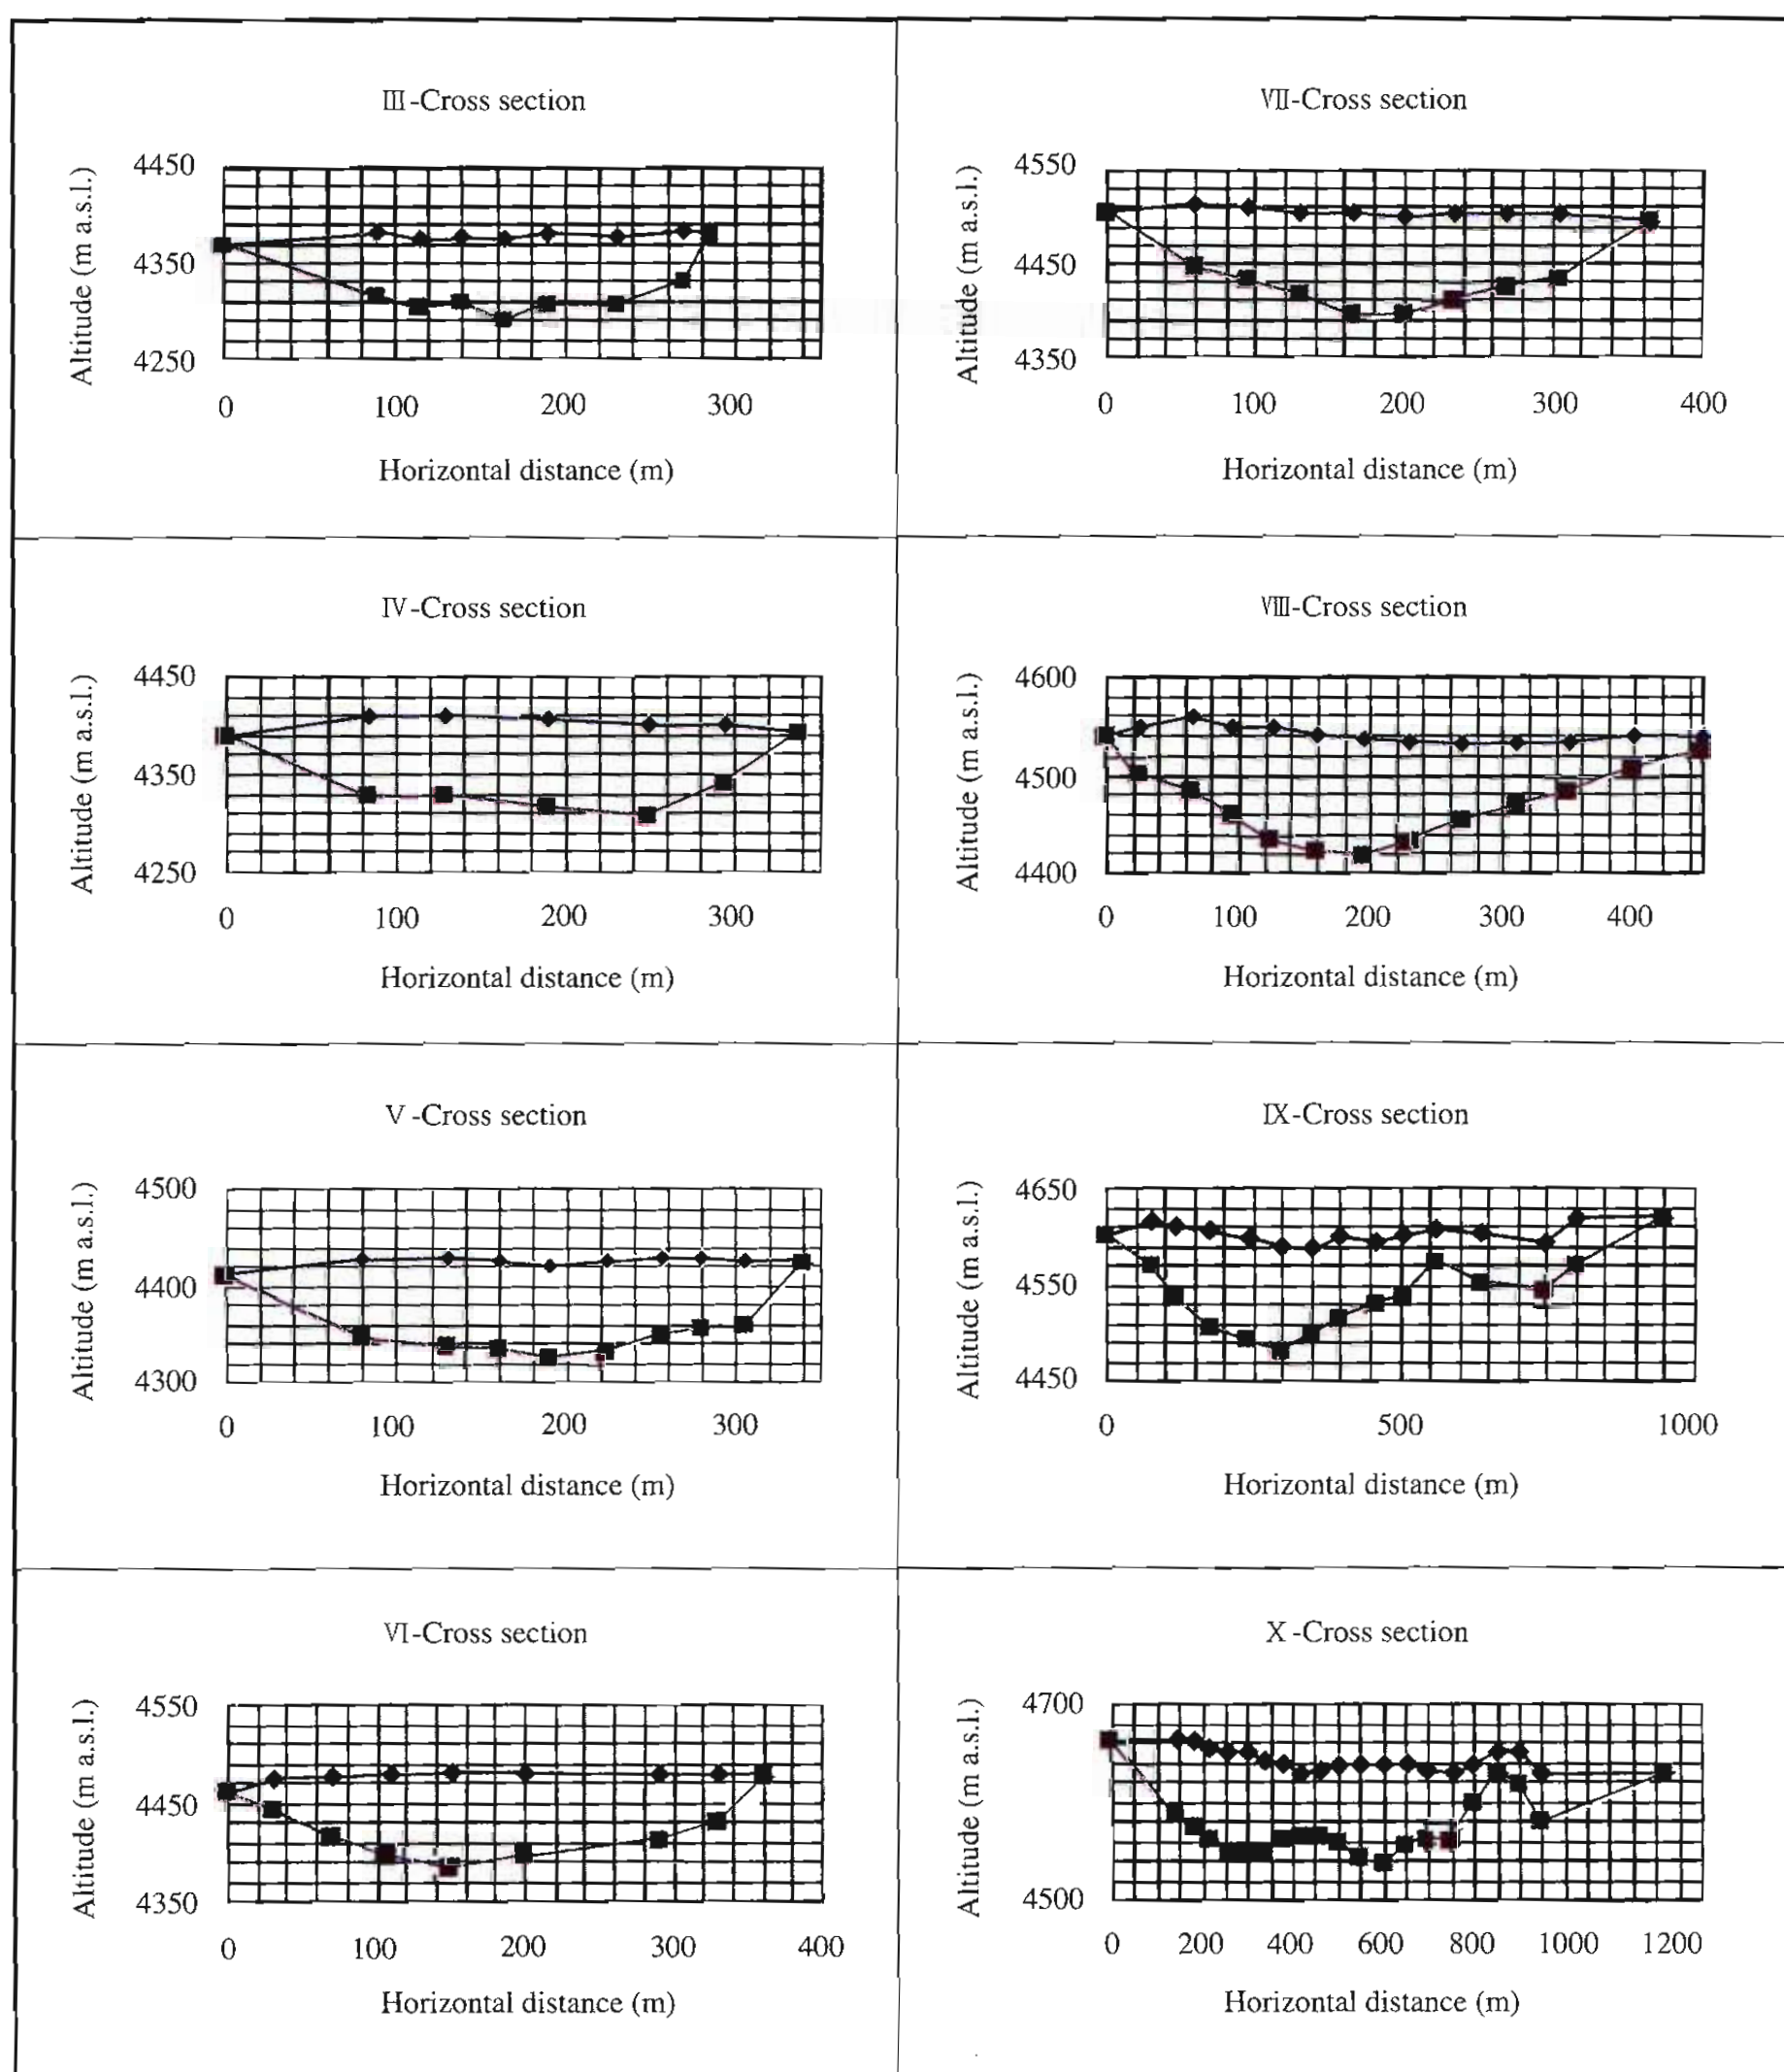 Ⅲ-Cross section
Altitude (m a.s.l.)
4450
4350
4250
0 100 200 300
Horizontal distance (m)
Ⅶ-Cross section
Altitude (m a.s.l.)
4550
4450
4350
0 100 200 300 400
Horizontal distance (m)
Ⅳ-Cross section
Altitude (m a.s.l.)
4450
4350
4250
0 100 200 300
Horizontal distance (m)
Ⅷ-Cross section
Altitude (m a.s.l.)
4600
4500
4400
0 100 200 300 400
Horizontal distance (m)
Ⅴ-Cross section
Altitude (m a.s.l.)
4500
4400
4300
0 100 200 300
Horizontal distance (m)
Ⅸ-Cross section
Altitude (m a.s.l.)
4650
4550
4450
0 500 1000
Horizontal distance (m)
Ⅵ-Cross section
Altitude (m a.s.l.)
4550
4450
4350
0 100 200 300 400
Horizontal distance (m)
Ⅹ-Cross section
Altitude (m a.s.l.)
4700
4500
0 200 400 600 800 1000 1200
Horizontal distance (m)